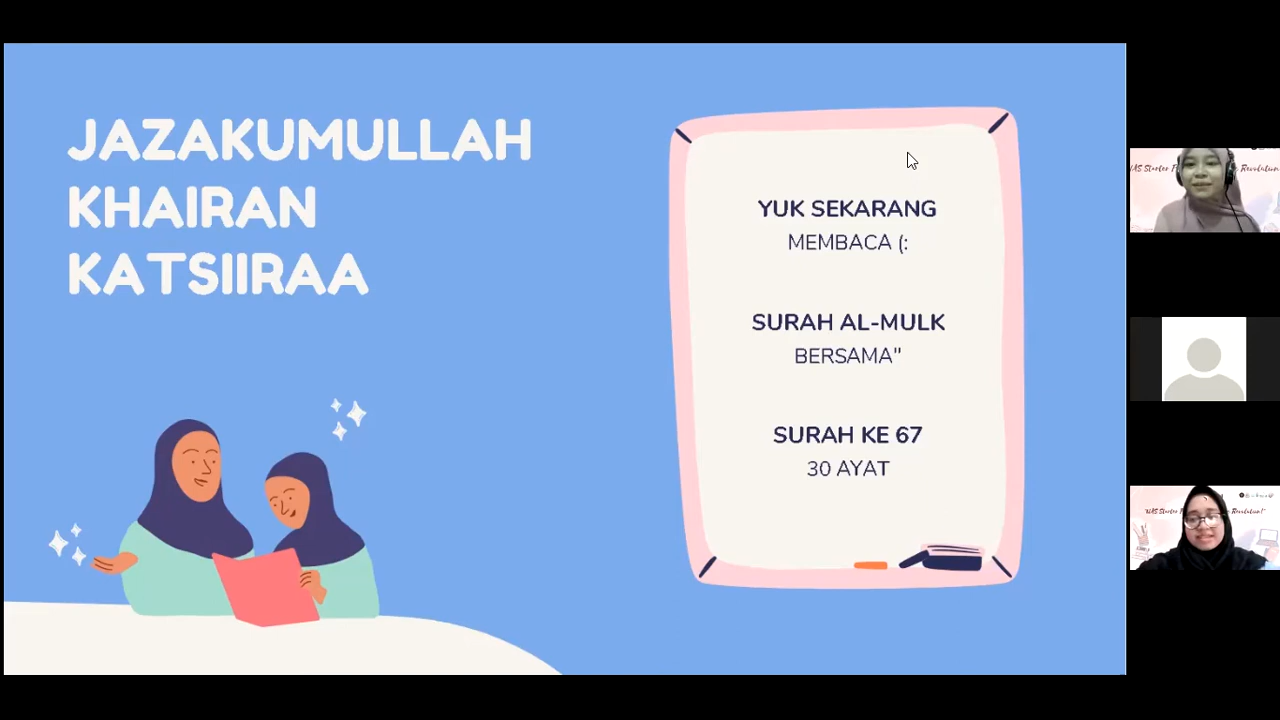 JAZAKUMULLAH
KHAIRAN
KATSIIRAA
YUK SEKARANG
MEMBACA (:
SURAH AL-MULK
BERSAMA"
SURAH KE 67
30 AYAT